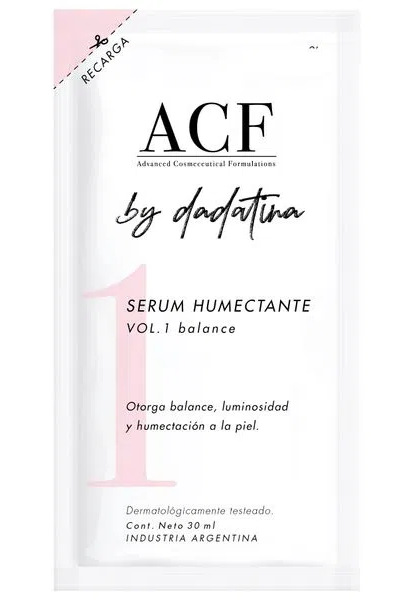 RECARGA
ACF
Advanced Cosmeceutical Formulations
by dadatina
1
SERUM HUMECTANTE
VOL.1 balance
Otorga balance, luminosidad
y humectación a la piel.
Dermatológicamente testeado.
Cont. Neto 30 ml
INDUSTRIA ARGENTINA